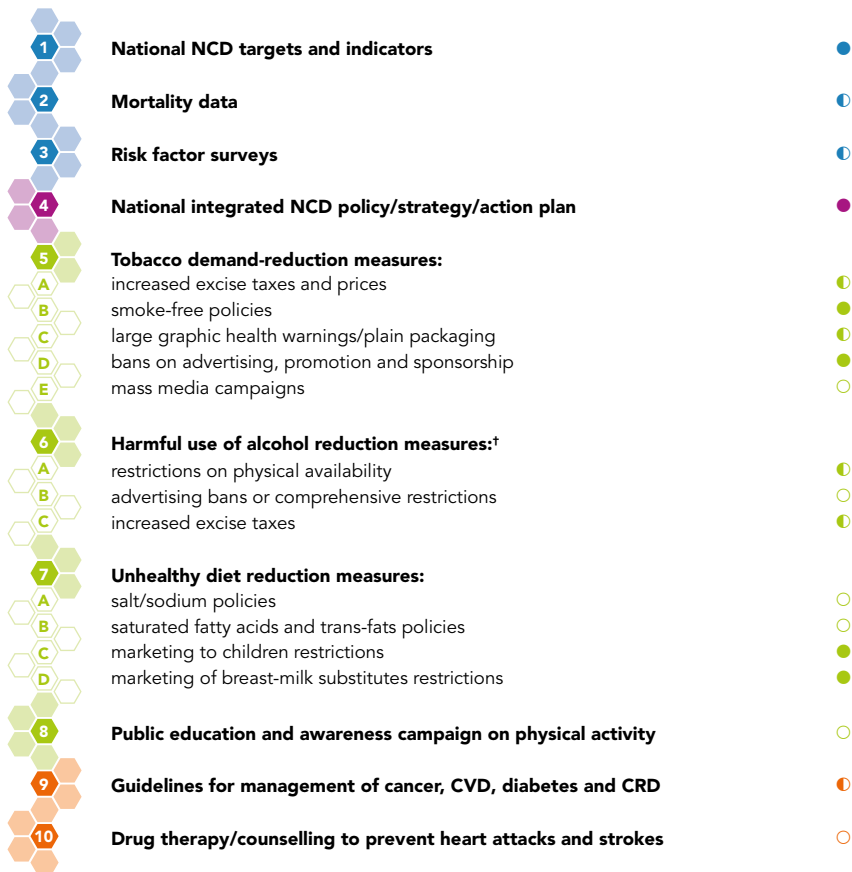 1 National NCD targets and indicators
2 Mortality data
3 Risk factor surveys
4 National integrated NCD policy/strategy/action plan
5 Tobacco demand-reduction measures:
A increased excise taxes and prices
B smoke-free policies
C large graphic health warnings/plain packaging
D bans on advertising, promotion and sponsorship
E mass media campaigns
6 Harmful use of alcohol reduction measures:†
A restrictions on physical availability
B advertising bans or comprehensive restrictions
C increased excise taxes
7 Unhealthy diet reduction measures:
A salt/sodium policies
B saturated fatty acids and trans-fats policies
C marketing to children restrictions
D marketing of breast-milk substitutes restrictions
8 Public education and awareness campaign on physical activity
9 Guidelines for management of cancer, CVD, diabetes and CRD
10 Drug therapy/counselling to prevent heart attacks and strokes